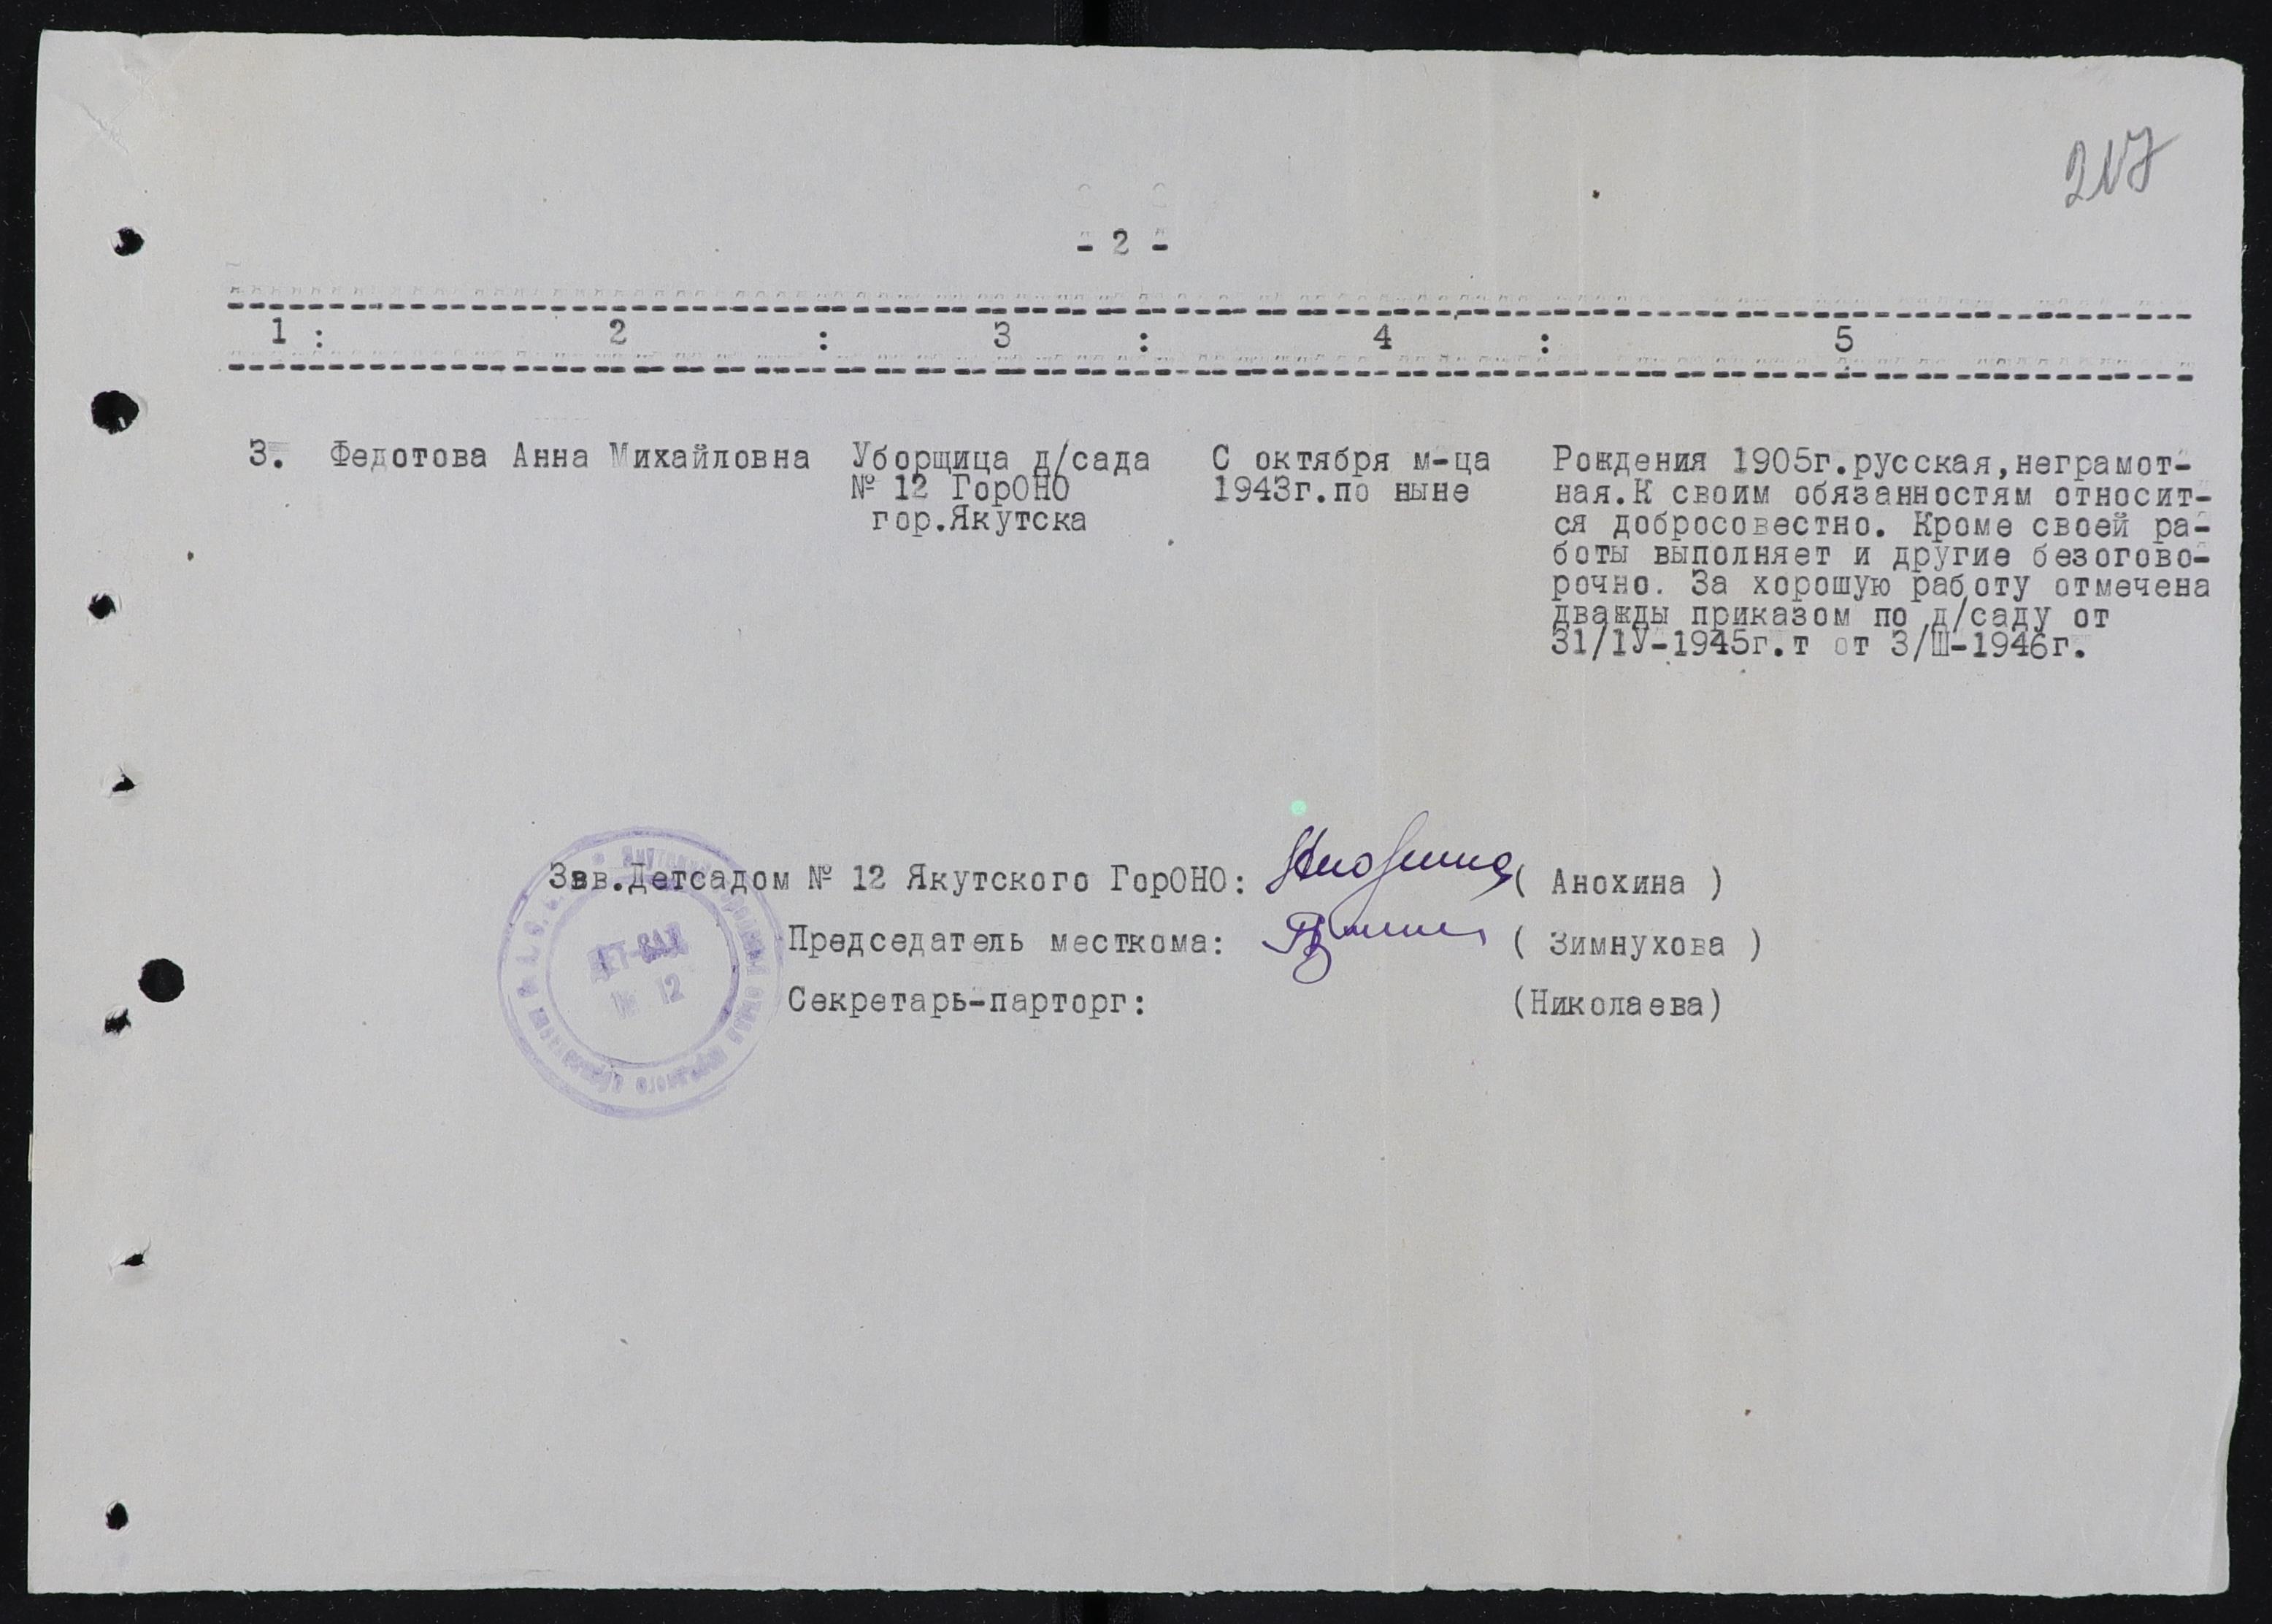 217
- 2 -
1 : 2 : 3 : 4 : 5
3. Федотова Анна Михайловна Уборщица д/сада С октября м-ца Рождения 1905г.русская,неграмот-
№ 12 ГорОНО 1943г.по ныне ная.К своим обязанностям относит-
гор.Якутска ся добросовестно. Кроме своей ра-
боты выполняет и другие безогово-
рочно. За хорошую работу отмечена
дважды приказом по д/саду от
31/1У-1945г.т от 3/Ш-1946г.
Звв.Детсадом № 12 Якутского ГорОНО: Анохина ( Анохина )
Председатель месткома: ( Зимнухова )
Секретарь-парторг: (Николаева)
ДЕТ-САД
№ 12